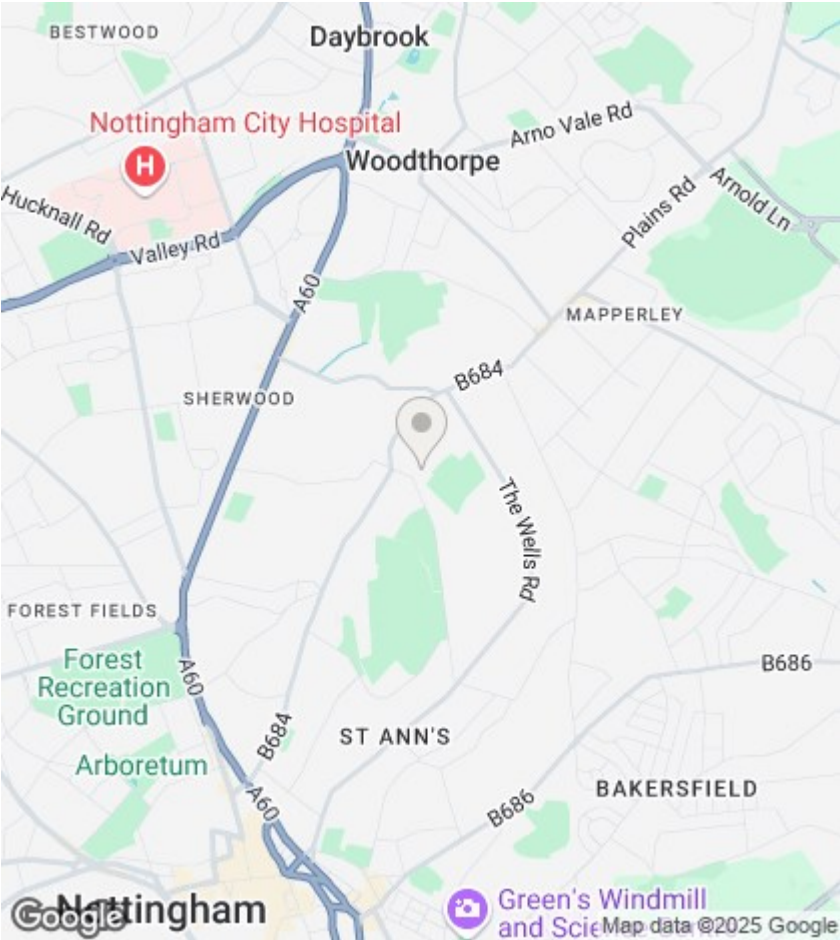 BESTWOOD
Daybrook
Nottingham City Hospital
H
Arno Vale Rd
Woodthorpe
Hucknall Rd
Valley Rd
Plains Rd
Arnold Ln
A60
MAPPERLEY
B684
SHERWOOD
The Wells Rd
FOREST FIELDS
Forest
Recreation
Ground
A60
B686
B684
ST ANN'S
Arboretum
A60
B686
BAKERSFIELD
Green's Windmill
and Science Centre
Nottingham
Google
Map data ©2025 Google